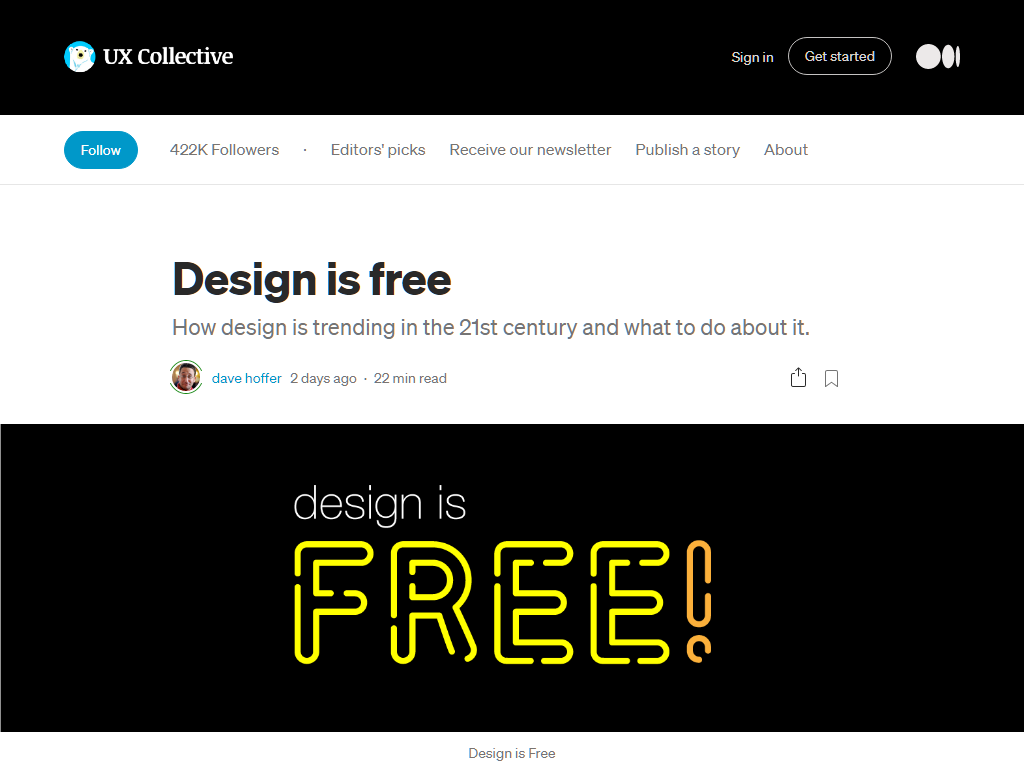 UX Collective
Sign in
Get started
Follow
422K Followers · Editors' picks Receive our newsletter Publish a story About
Design is free
How design is trending in the 21st century and what to do about it.
dave hoffer 2 days ago · 22 min read
design is
FREE!
Design is Free